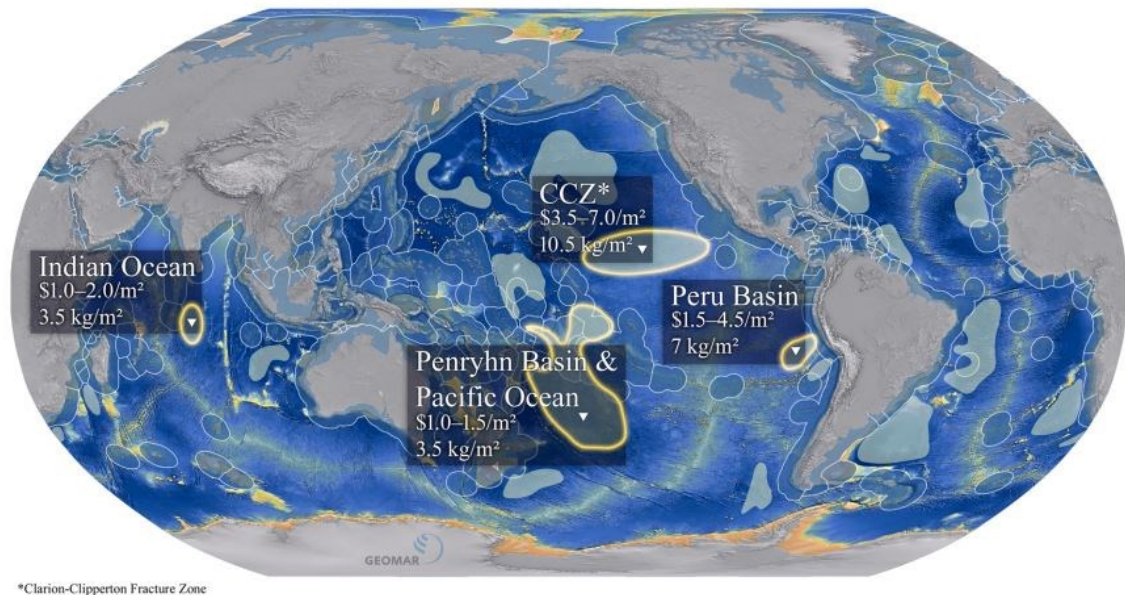 CCZ*
$3.5–7.0/m²
10.5 kg/m²
Indian Ocean
$1.0–2.0/m²
3.5 kg/m²
Peru Basin
$1.5–4.5/m²
7 kg/m²
Penryhn Basin &
Pacific Ocean
$1.0–1.5/m²
3.5 kg/m²
GEOMAR
*Clarion-Clipperton Fracture Zone